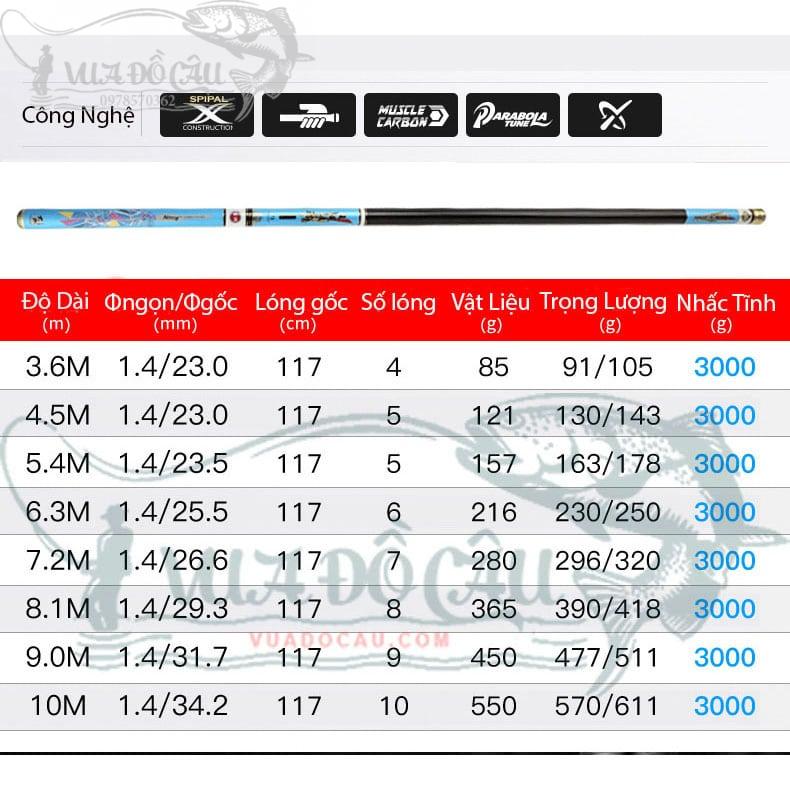 VUA ĐỒ CÂU
0978570362
Công Nghệ
SPIPAL
X
CONSTRUCTION
MUSCLE
CARBON
PARABOLA
TUNE
Độ Dài Φngọn/Φgốc Lóng gốc Số lóng Vật Liệu Trọng Lượng Nhấc Tĩnh
(m) (mm) (cm) (g) (g) (g)
3.6M 1.4/23.0 117 4 85 91/105 3000
4.5M 1.4/23.0 117 5 121 130/143 3000
5.4M 1.4/23.5 117 5 157 163/178 3000
6.3M 1.4/25.5 117 6 216 230/250 3000
7.2M 1.4/26.6 117 7 280 296/320 3000
VUA ĐỒ CÂU
8.1M 1.4/29.3 117 8 365 390/418 3000
VUADOCAU.COM
9.0M 1.4/31.7 117 9 450 477/511 3000
10M 1.4/34.2 117 10 550 570/611 3000